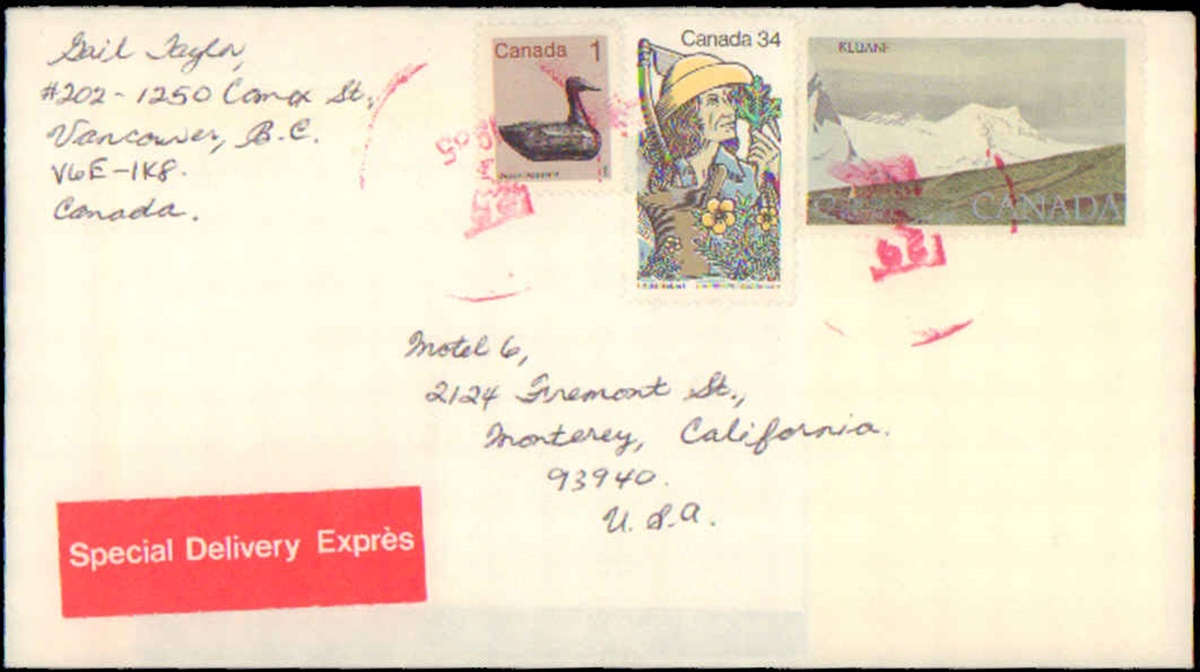 Gail Taylor,
#202-1250 Comox St.,
Vancouver, B.C.
V6E-1K8.
Canada.
Canada 1
Canada 34
KLUANE
CANADA
Motel 6,
2124 Fremont St.,
Monterey, California.
93940.
U.S.A.
Special Delivery Exprès